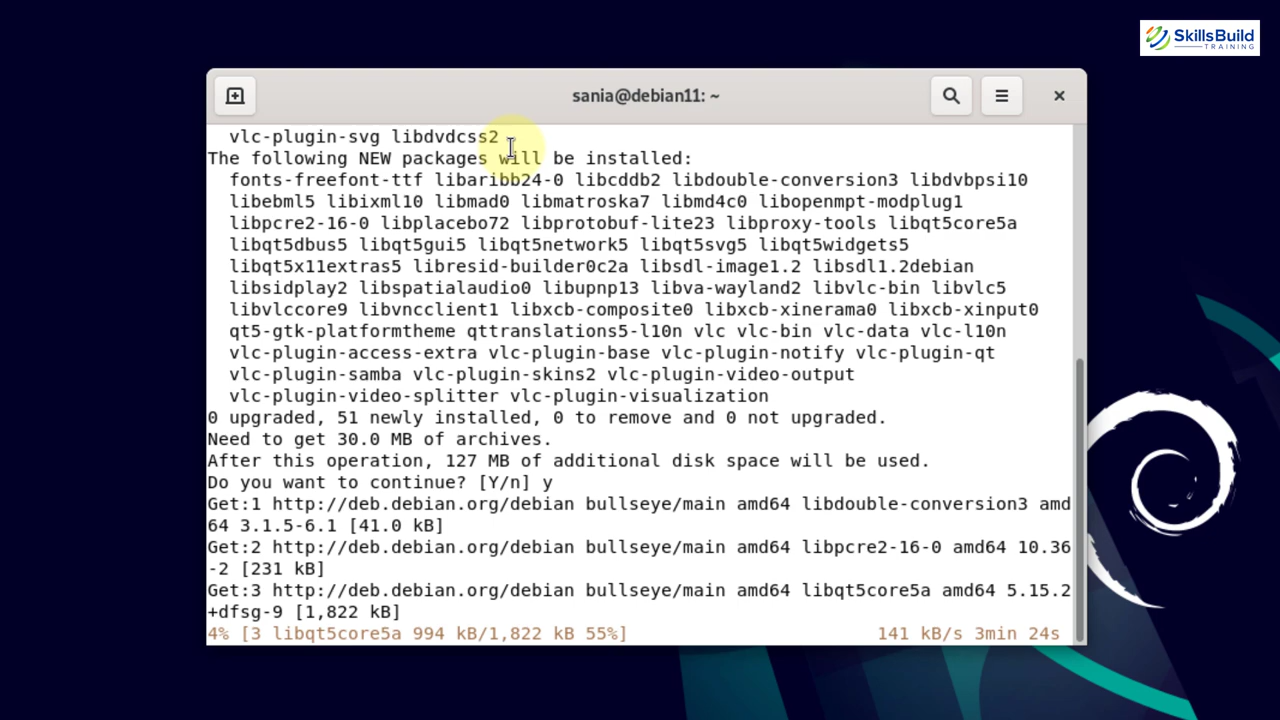 SkillsBuild
TRAINING
sania@debian11: ~
vlc-plugin-svg libdvdcss2
The following NEW packages will be installed:
fonts-freefont-ttf libaribb24-0 libcddb2 libdouble-conversion3 libdvbpsi10
libebml5 libixml10 libmad0 libmatroska7 libmd4c0 libopenmpt-modplug1
libpcre2-16-0 libplacebo72 libprotobuf-lite23 libproxy-tools libqt5core5a
libqt5dbus5 libqt5gui5 libqt5network5 libqt5svg5 libqt5widgets5
libqt5x11extras5 libresid-builder0c2a libsdl-image1.2 libsdl1.2debian
libsidplay2 libspatialaudio0 libupnp13 libva-wayland2 libvlc-bin libvlc5
libvlccore9 libvncclient1 libxcb-composite0 libxcb-xinerama0 libxcb-xinput0
qt5-gtk-platformtheme qttranslations5-l10n vlc vlc-bin vlc-data vlc-l10n
vlc-plugin-access-extra vlc-plugin-base vlc-plugin-notify vlc-plugin-qt
vlc-plugin-samba vlc-plugin-skins2 vlc-plugin-video-output
vlc-plugin-video-splitter vlc-plugin-visualization
0 upgraded, 51 newly installed, 0 to remove and 0 not upgraded.
Need to get 30.0 MB of archives.
After this operation, 127 MB of additional disk space will be used.
Do you want to continue? [Y/n] y
Get:1 http://deb.debian.org/debian bullseye/main amd64 libdouble-conversion3 amd
64 3.1.5-6.1 [41.0 kB]
Get:2 http://deb.debian.org/debian bullseye/main amd64 libpcre2-16-0 amd64 10.36
-2 [231 kB]
Get:3 http://deb.debian.org/debian bullseye/main amd64 libqt5core5a amd64 5.15.2
+dfsg-9 [1,822 kB]
4% [3 libqt5core5a 994 kB/1,822 kB 55%] 141 kB/s 3min 24s